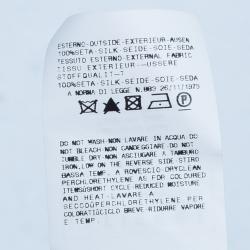 ESTERNO-OUTSIDE-EXTERIEUR-AUSEN
100%SETA-SILK-SEIDE-SOIE-SEDA
TESSUTO ESTERNO-EXTERNAL FABRIC
TISSU EXTERIEUR-USSERE
STOFFQUALIT-T
100%SETA-SILK-SEIDE-SOIE-SEDA
A NORMA DI LEGGE N.883 26/11/1973
DO NOT WASH-NON LAVARE IN ACQUA-DO
NOT BLEACH-NON CANDEGGIARE-DO NOT
TUMBLE DRY-NON ASCIUGARE A TAMBURO
IRON,LOW ON THE REVERSE SIDE-STIRO
BASSA TEMP. A ROVESCIO-DRYCLEAN
PERCHLORETHYLENE AS FOR COLOURED
ITEMS,SHORT CYCLE-REDUCED MOISTURE
AND HEAT-LAVARE A
SECCO,PERCHLORETHYLENE PER
COLORATI,CICLO BREVE-RIDURRE VAPORE
E TEMP.